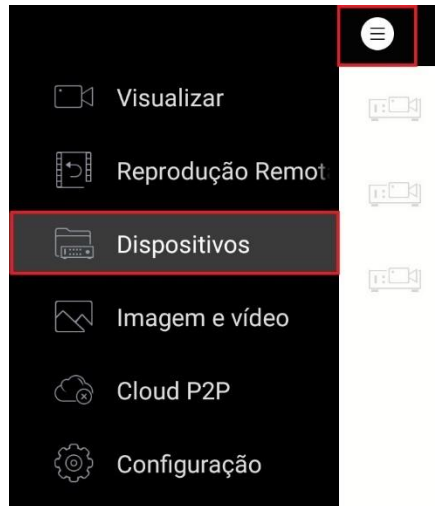 Visualizar
Reprodução Remot
Dispositivos
Imagem e vídeo
Cloud P2P
Configuração